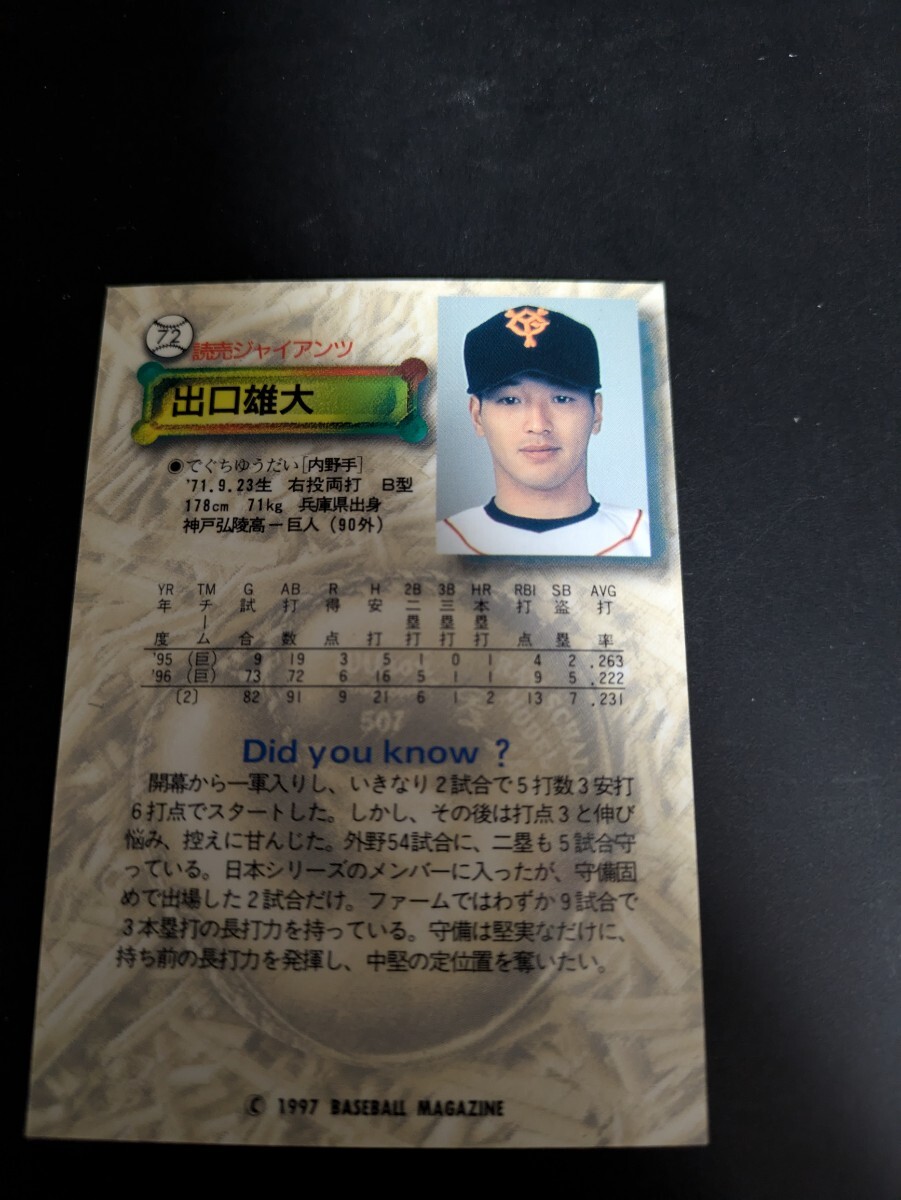 72
読売ジャイアンツ
YG
出口雄大
◉でぐちゆうだい[内野手]
'71.9.23生 右投両打 B型
178cm 71kg 兵庫県出身
神戸弘陵高ー巨人(90外)
YR TM G AB R H 2B 3B HR RBI SB AVG
年度 チーム 試合 打数 得点 安打 二塁打 三塁打 本塁打 打点 盗塁 打率
'95 (巨) 9 19 3 5 1 0 1 4 2 .263
'96 (巨) 73 72 6 16 5 1 1 9 5 .222
〔2〕 82 91 9 21 6 1 2 13 7 .231
Did you know ?
開幕から一軍入りし、いきなり2試合で5打数3安打
6打点でスタートした。しかし、その後は打点3と伸び
悩み、控えに甘んじた。外野54試合に、二塁も5試合守
っている。日本シリーズのメンバーに入ったが、守備固
めで出場した2試合だけ。ファームではわずか9試合で
3本塁打の長打力を持っている。守備は堅実なだけに、
持ち前の長打力を発揮し、中堅の定位置を奪いたい。
© 1997 BASEBALL MAGAZINE